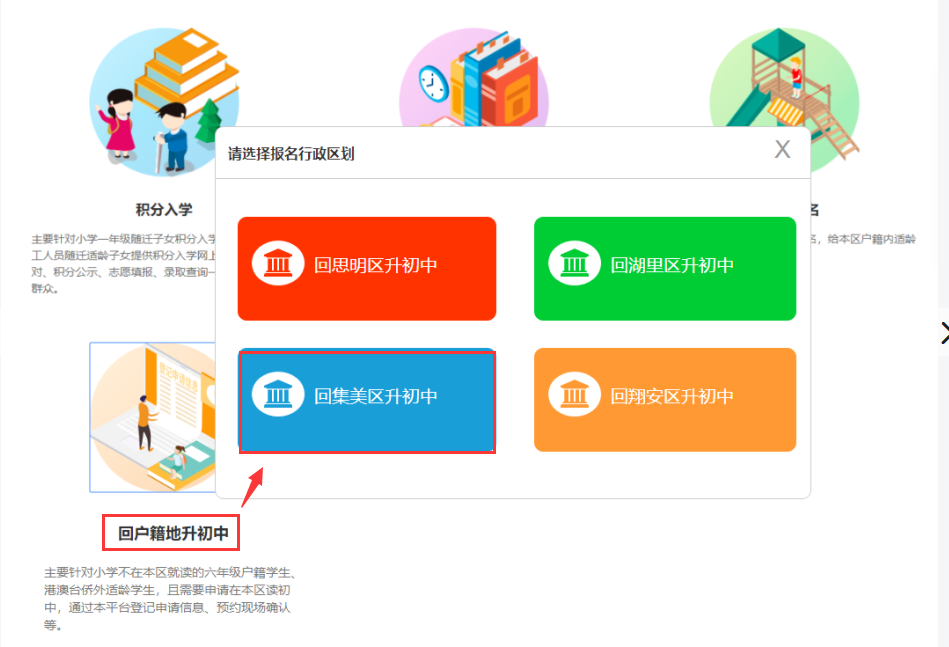 请选择报名行政区划
X
积分入学
名
主要针对小学一年级随迁子女积分入学
工人员随迁适龄子女提供积分入学网上
对、积分公示、志愿填报、录取查询一
群众。
名，给本区户籍内适龄
回思明区升初中
回湖里区升初中
回集美区升初中
回翔安区升初中
登记申请信息
回户籍地升初中
主要针对小学不在本区就读的六年级户籍学生、
港澳台侨外适龄学生，且需要申请在本区读初
中，通过本平台登记申请信息、预约现场确认
等。